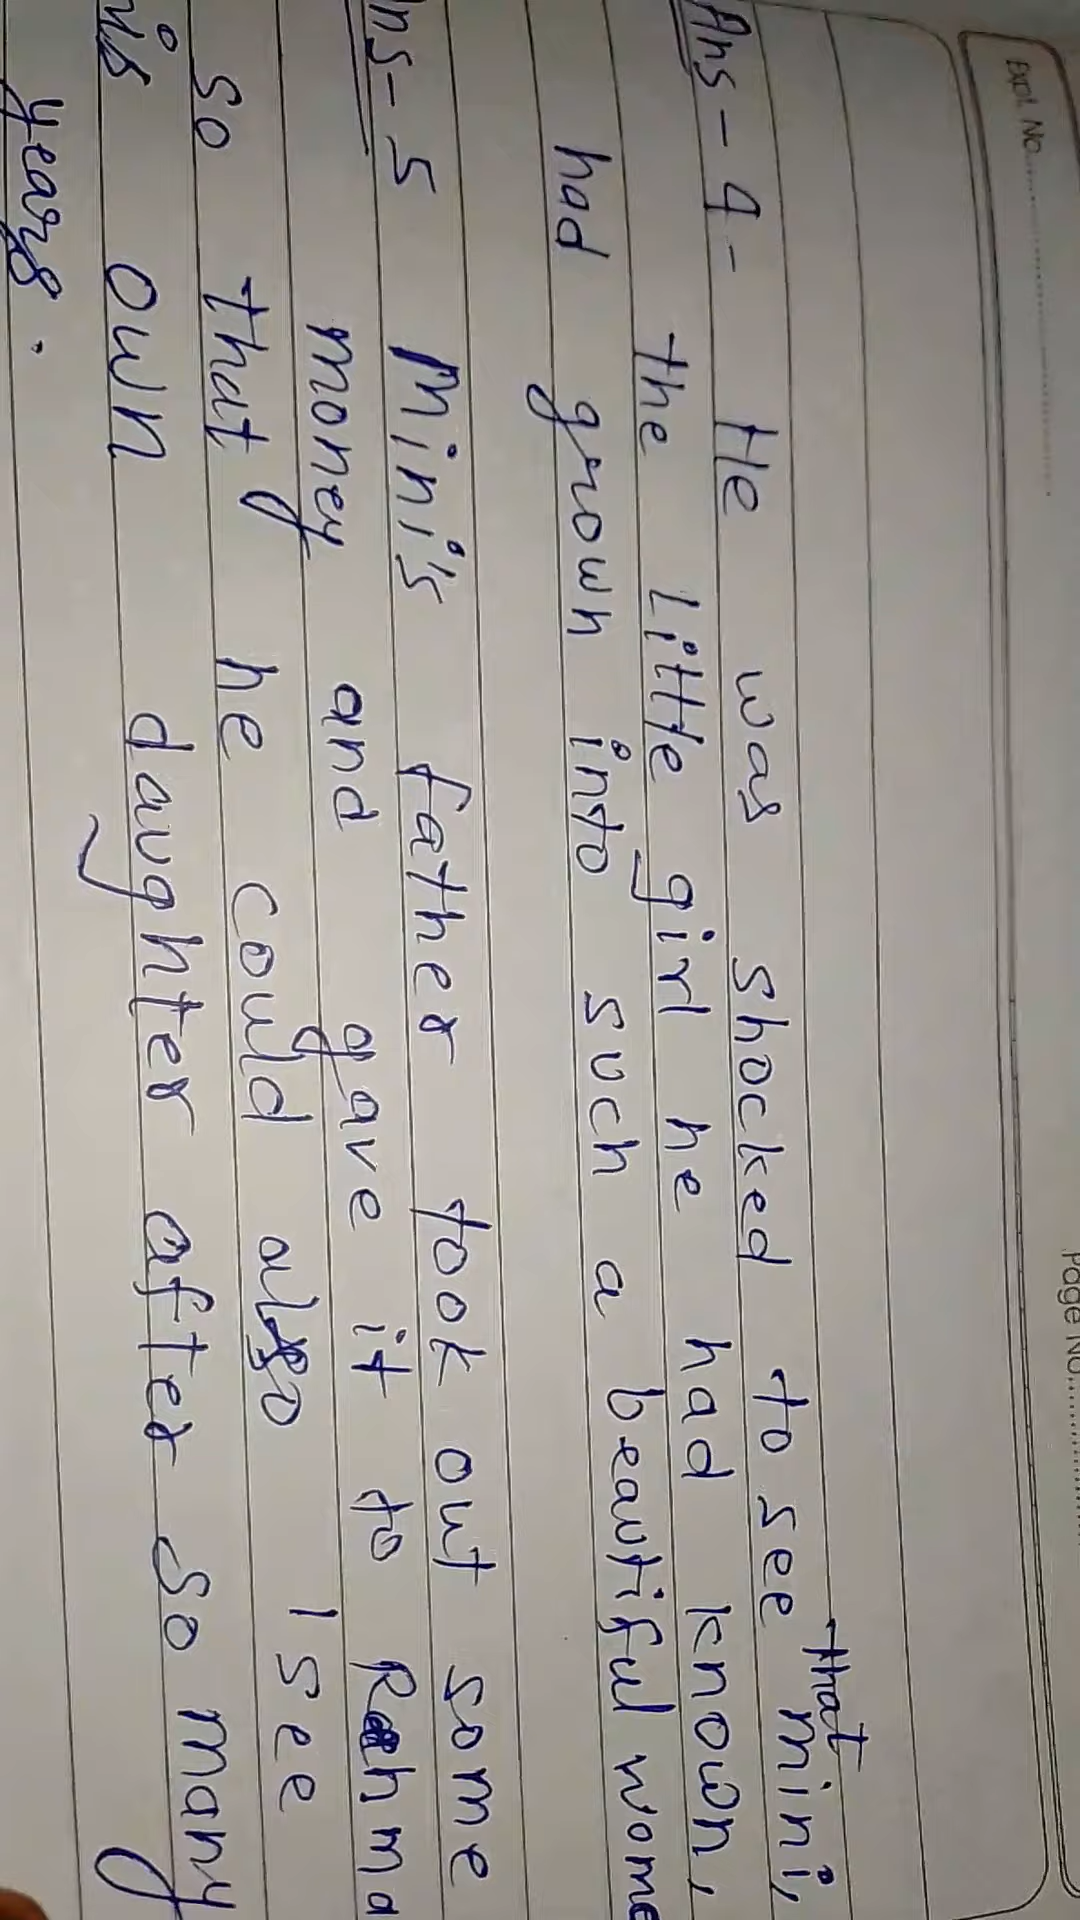 Expt. No.
Page No.
that
Ans-4- He was shocked to see mini,
the little girl he had known,
had grown into such a beautiful wome
Ans-5 Mini's father took out some
money and gave it to Rahma
so that he could also see
his own daughter after so many
years.